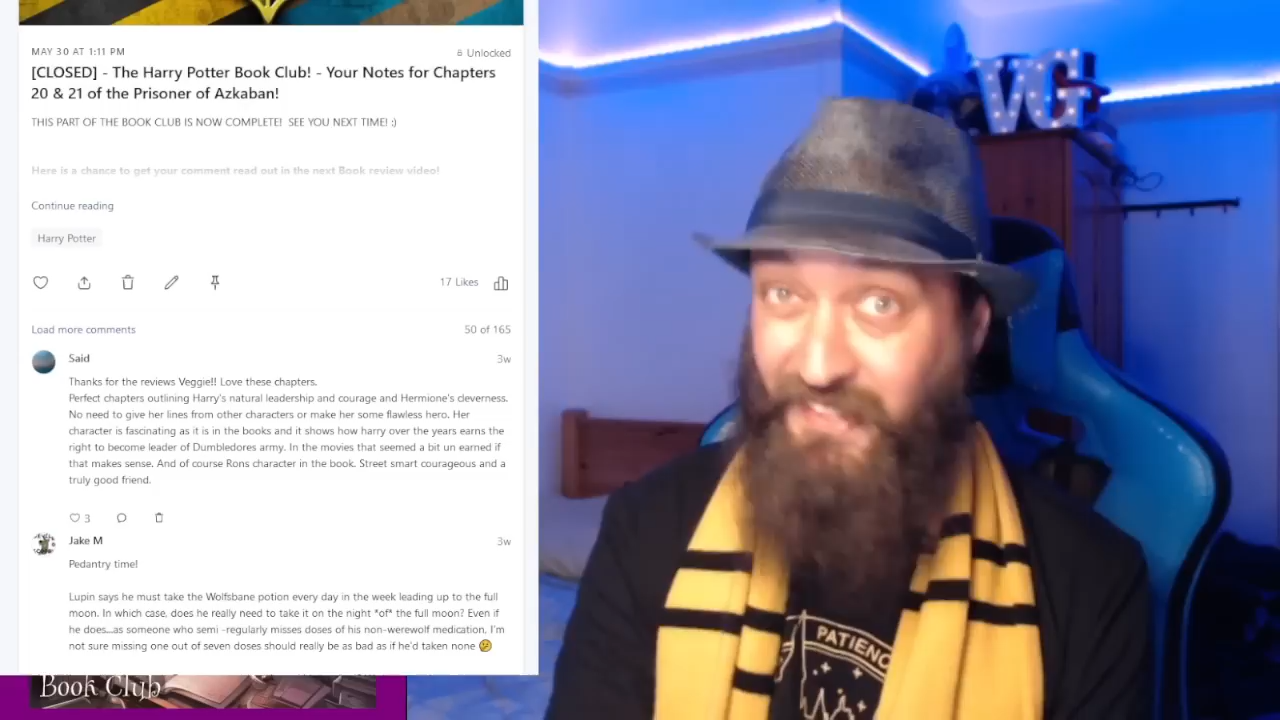 MAY 30 AT 1:11 PM
Unlocked
[CLOSED] - The Harry Potter Book Club! - Your Notes for Chapters
20 & 21 of the Prisoner of Azkaban!
THIS PART OF THE BOOK CLUB IS NOW COMPLETE! SEE YOU NEXT TIME! :)
Here is a chance to get your comment read out in the next Book review video!
Continue reading
Harry Potter
17 Likes
Load more comments
50 of 165
Said
3w
Thanks for the reviews Veggie!! Love these chapters.
Perfect chapters outlining Harry's natural leadership and courage and Hermione's cleverness.
No need to give her lines from other characters or make her some flawless hero. Her
character is fascinating as it is in the books and it shows how harry over the years earns the
right to become leader of Dumbledores army. In the movies that seemed a bit un earned if
that makes sense. And of course Rons character in the book. Street smart courageous and a
truly good friend.
3
Jake M
3w
Pedantry time!
Lupin says he must take the Wolfsbane potion every day in the week leading up to the full
moon. In which case, does he really need to take it on the night *of* the full moon? Even if
he does...as someone who semi -regularly misses doses of his non-werewolf medication, I'm
not sure missing one out of seven doses should really be as bad as if he'd taken none 🤔
Book Club
VG
PATIENC